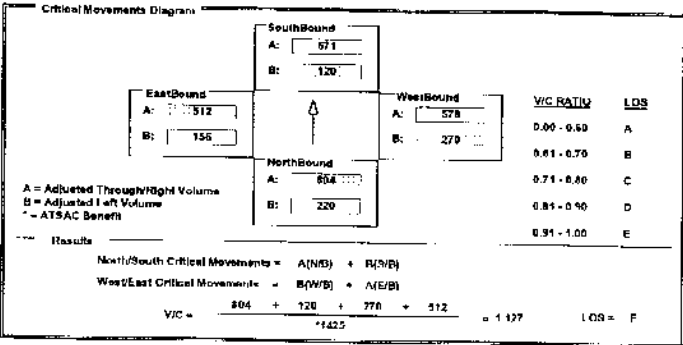 Critical Movements Diagram
SouthBound
A: 671
B: 120
EastBound
A: 512
B: 156
WestBound
A: 578
B: 270
NorthBound
A: 804
B: 220
V/C RATIO LOS
0.00 - 0.60 A
0.61 - 0.70 B
0.71 - 0.80 C
0.81 - 0.90 D
0.91 - 1.00 E
A = Adjusted Through/Right Volume
B = Adjusted Left Volume
* = ATSAC Benefit
Results
North/South Critical Movements = A(N/B) + B(S/B)
West/East Critical Movements = B(W/B) + A(E/B)
V/C = 804 + 120 + 270 + 512 = 1.127 LOS = F
*1425